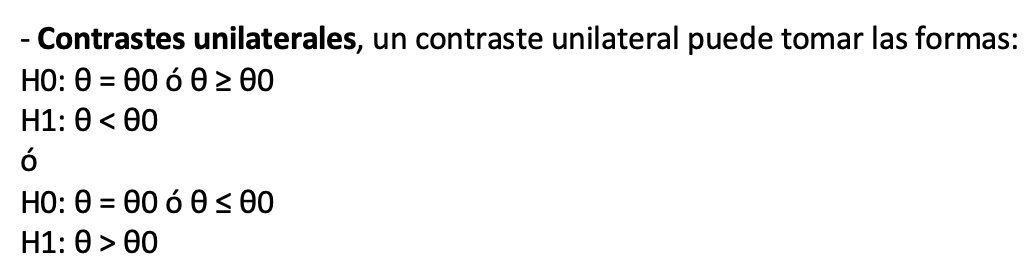 - Contrastes unilaterales, un contraste unilateral puede tomar las formas:
H0: θ = θ0 ó θ ≥ θ0
H1: θ < θ0
ó
H0: θ = θ0 ó θ ≤ θ0
H1: θ > θ0